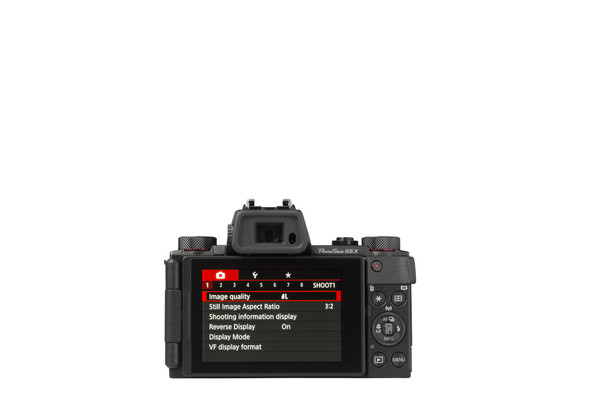 PowerShot G5X
1 2 3 4 5 6 7 8 SHOOT1
Image quality L
Still Image Aspect Ratio 3:2
Shooting information display
Reverse Display On
Display Mode
VF display format
AF
INFO.
MENU